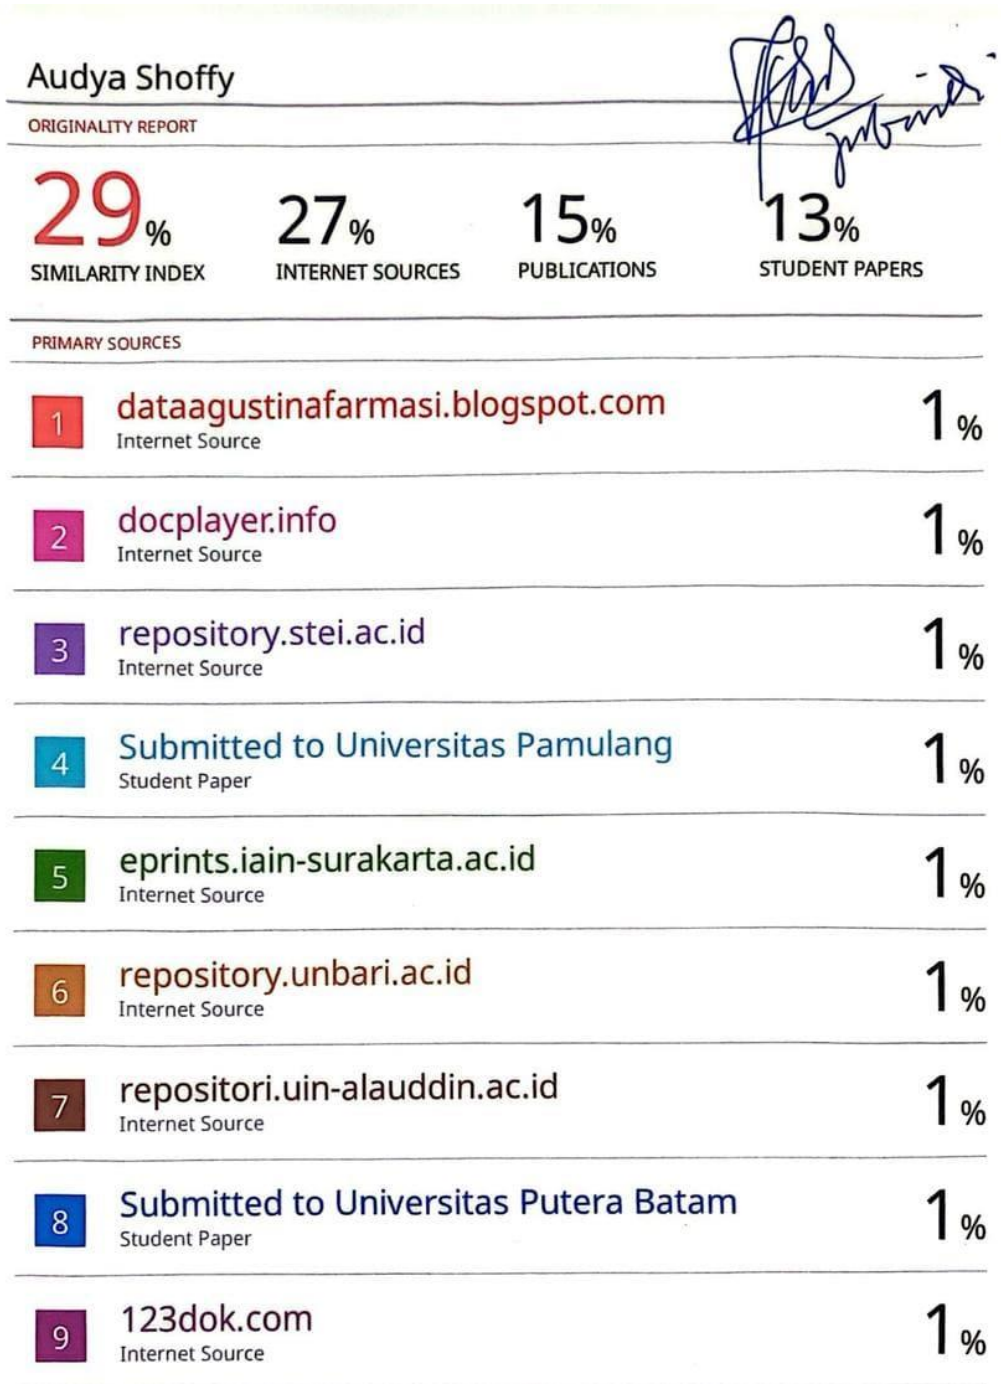 Audya Shoffy
ORIGINALITY REPORT
29%
SIMILARITY INDEX
27%
INTERNET SOURCES
15%
PUBLICATIONS
13%
STUDENT PAPERS
PRIMARY SOURCES
1 dataagustinafarmasi.blogspot.com 1%
Internet Source
2 docplayer.info 1%
Internet Source
3 repository.stei.ac.id 1%
Internet Source
4 Submitted to Universitas Pamulang 1%
Student Paper
5 eprints.iain-surakarta.ac.id 1%
Internet Source
6 repository.unbari.ac.id 1%
Internet Source
7 repositori.uin-alauddin.ac.id 1%
Internet Source
8 Submitted to Universitas Putera Batam 1%
Student Paper
9 123dok.com 1%
Internet Source